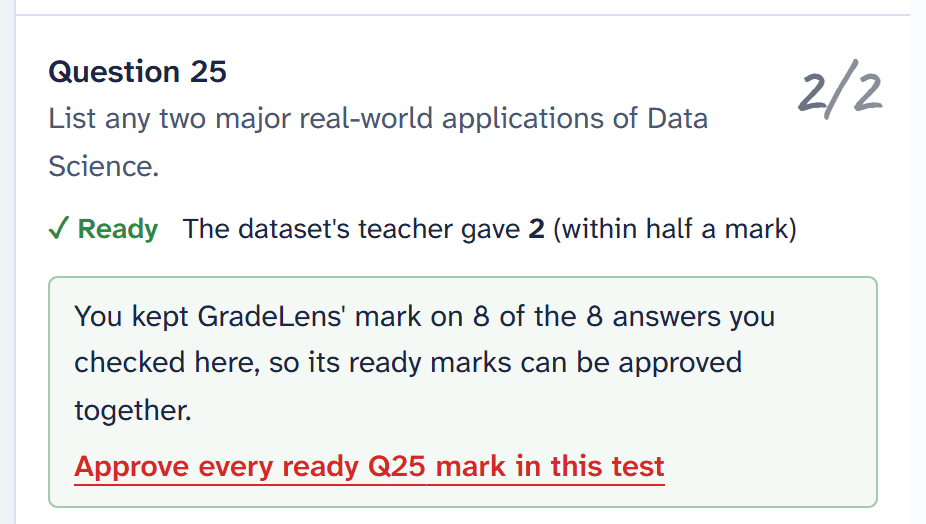 Question 25
2/2
List any two major real-world applications of Data
Science.
✓ Ready The dataset's teacher gave 2 (within half a mark)
You kept GradeLens' mark on 8 of the 8 answers you
checked here, so its ready marks can be approved
together.
Approve every ready Q25 mark in this test